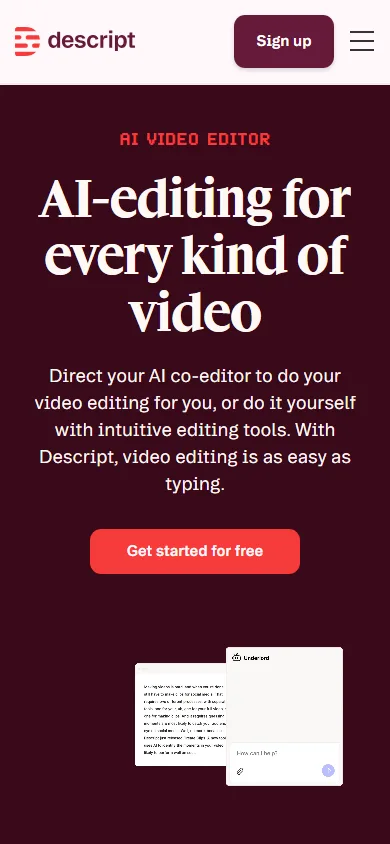 descript
Sign up
AI VIDEO EDITOR
AI-editing for
every kind of
video
Direct your AI co-editor to do your
video editing for you, or do it yourself
with intuitive editing tools. With
Descript, video editing is as easy as
typing.
Get started for free
Underlord
How can I help?